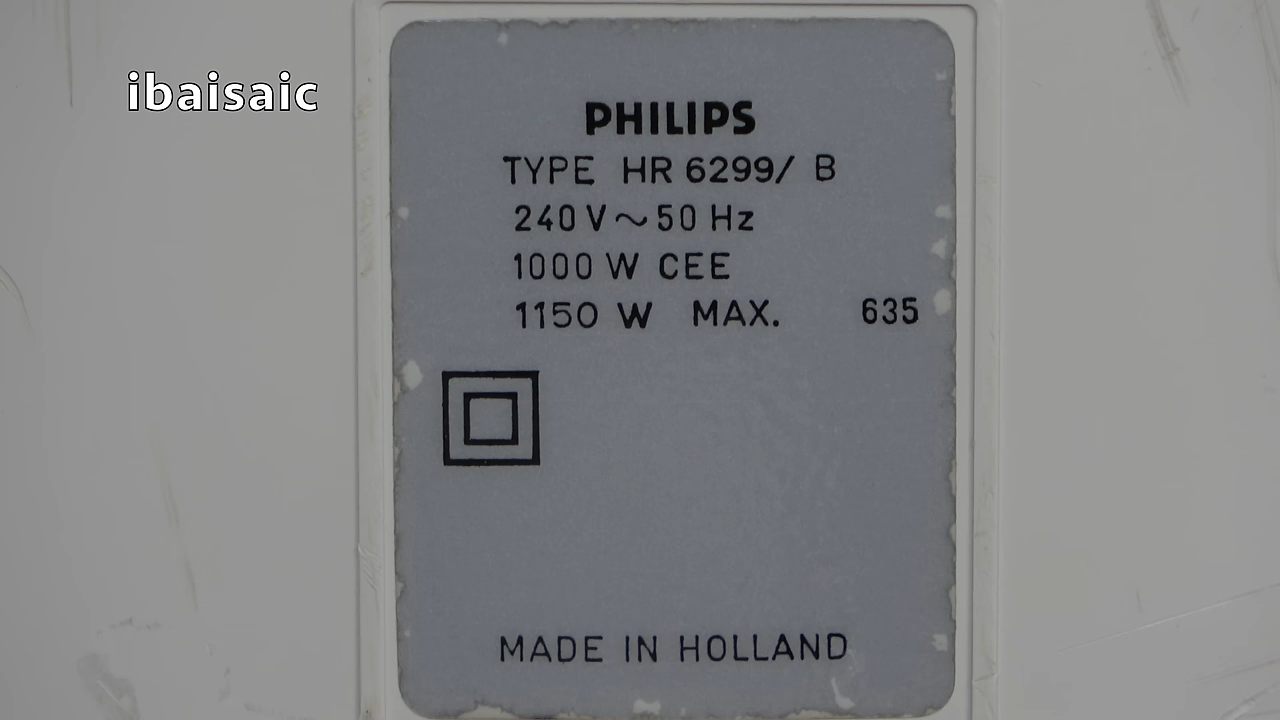 ibaisaic
PHILIPS
TYPE HR 6299/ B
240 V ~ 50 Hz
1000 W CEE
1150 W MAX. 635
MADE IN HOLLAND